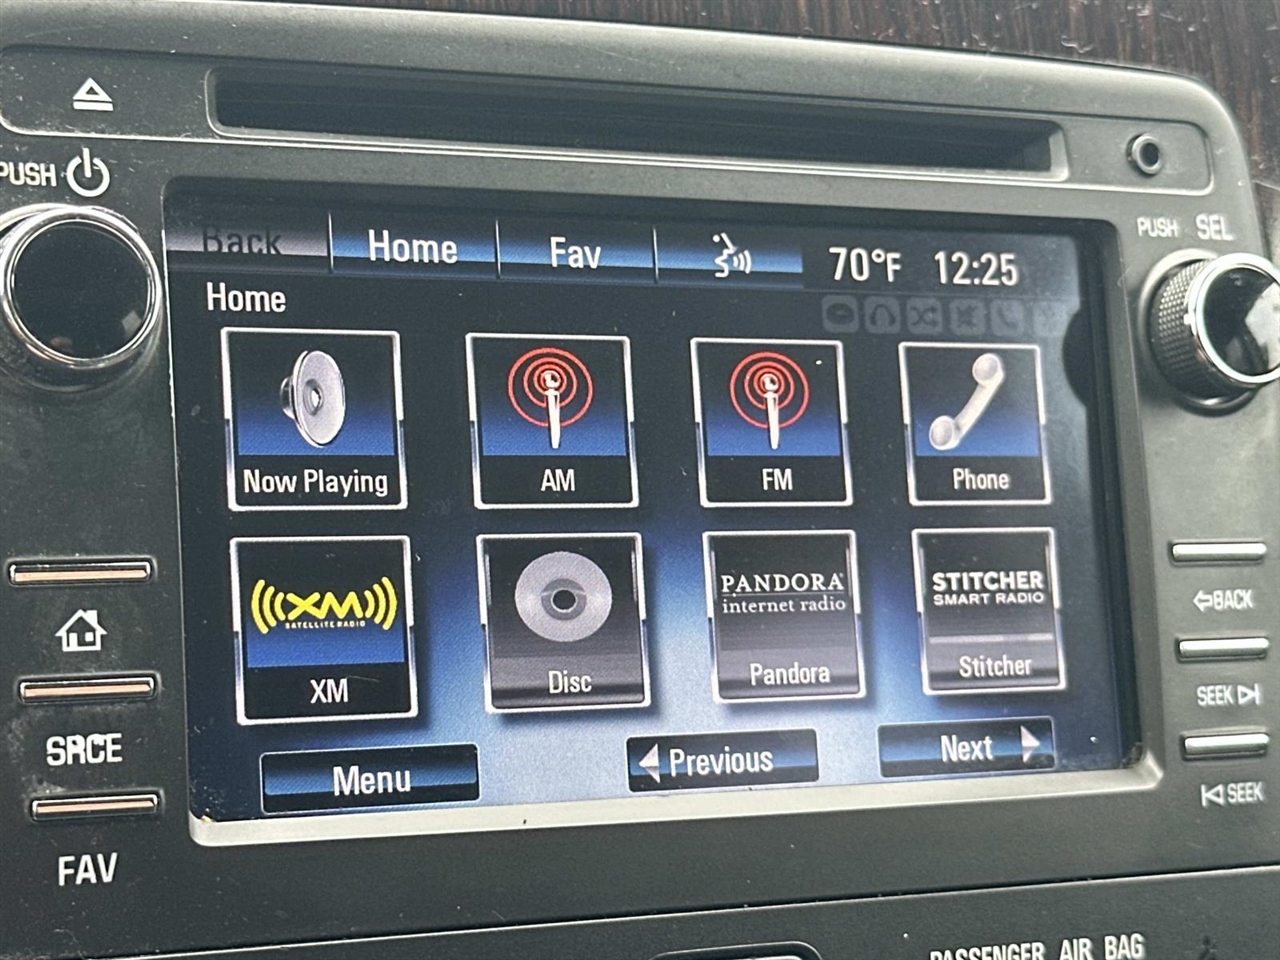 PUSH
PUSH SEL
Back Home Fav 70°F 12:25
Home
Now Playing AM FM Phone
XM
SATELLITE RADIO
XM
Disc
PANDORA
internet radio
Pandora
STITCHER
SMART RADIO
Stitcher
Menu Previous Next
SRCE
FAV
BACK
SEEK
SEEK
PASSENGER AIR BAG